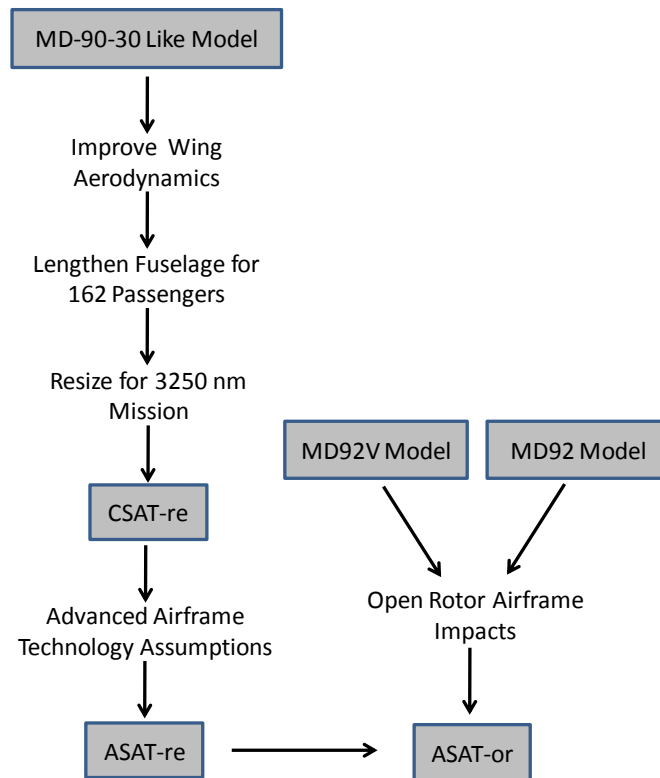 MD-90-30 Like Model
Improve Wing
Aerodynamics
Lengthen Fuselage for
162 Passengers
Resize for 3250 nm
Mission
MD92V Model
MD92 Model
CSAT-re
Advanced Airframe
Technology Assumptions
Open Rotor Airframe
Impacts
ASAT-re
ASAT-or